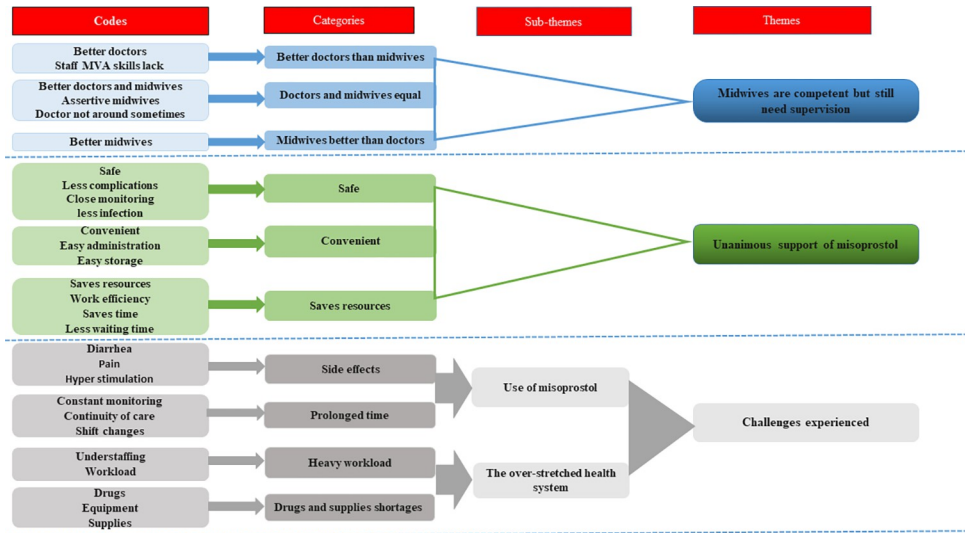 Codes
Categories
Sub-themes
Themes
Better doctors
Staff MVA skills lack
Better doctors than midwives
Better doctors and midwives
Assertive midwives
Doctor not around sometimes
Doctors and midwives equal
Better midwives
Midwives better than doctors
Midwives are competent but still
need supervision
Safe
Less complications
Close monitoring
less infection
Safe
Convenient
Easy administration
Easy storage
Convenient
Saves resources
Work efficiency
Saves time
Less waiting time
Saves resources
Unanimous support of misoprostol
Diarrhea
Pain
Hyper stimulation
Side effects
Constant monitoring
Continuity of care
Shift changes
Prolonged time
Use of misoprostol
Understaffing
Workload
Heavy workload
Drugs
Equipment
Supplies
Drugs and supplies shortages
The over-stretched health
system
Challenges experienced